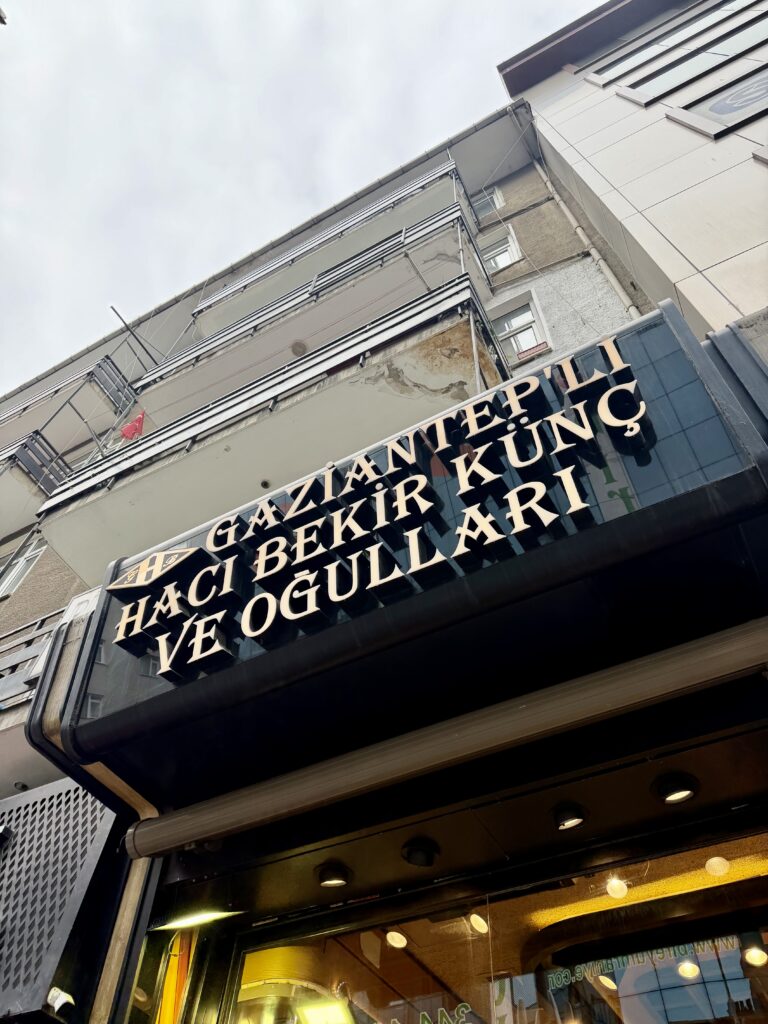 GAZİANTEP'Lİ
HACI BEKİR KÜNÇ
VE OĞULLARI
H